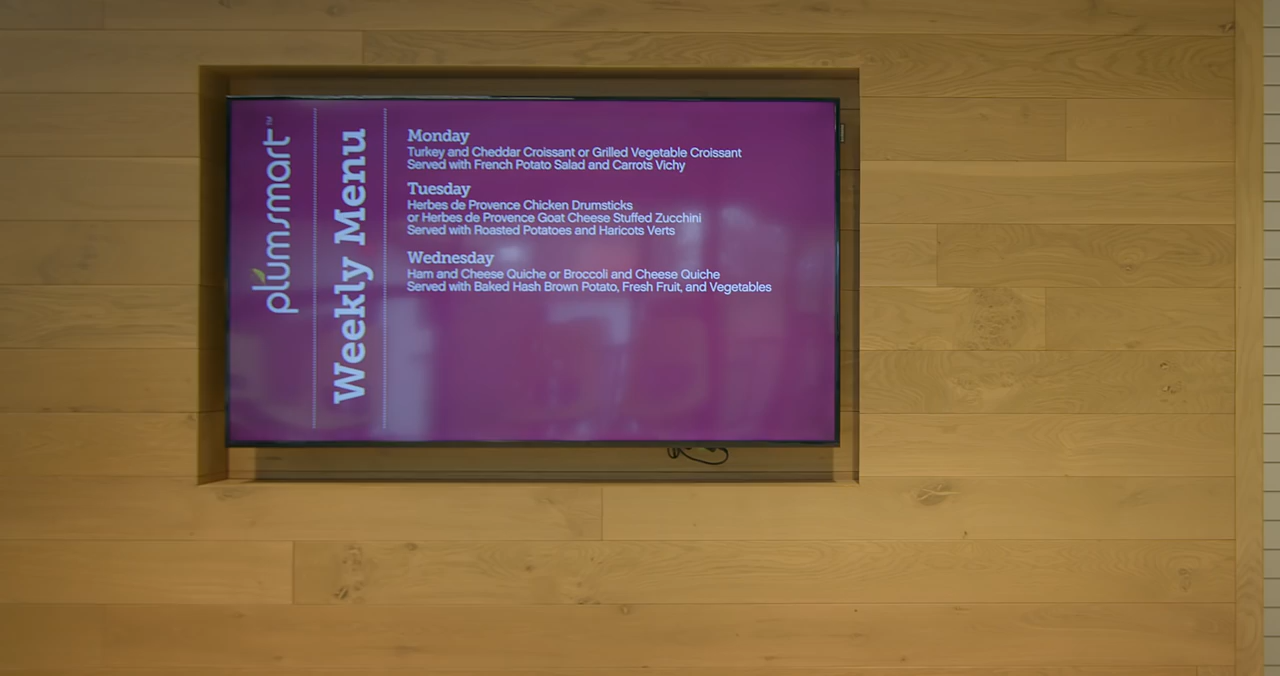 plumsmart™
Weekly Menu
Monday
Turkey and Cheddar Croissant or Grilled Vegetable Croissant
Served with French Potato Salad and Carrots Vichy
Tuesday
Herbes de Provence Chicken Drumsticks
or Herbes de Provence Goat Cheese Stuffed Zucchini
Served with Roasted Potatoes and Haricots Verts
Wednesday
Ham and Cheese Quiche or Broccoli and Cheese Quiche
Served with Baked Hash Brown Potato, Fresh Fruit, and Vegetables